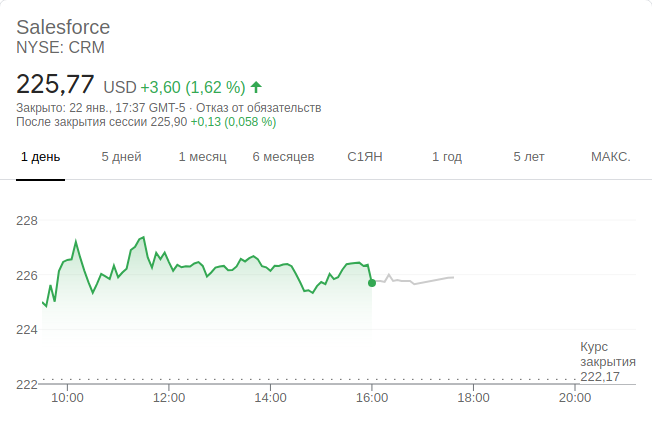 Salesforce
NYSE: CRM
225,77 USD +3,60 (1,62 %)
Закрыто: 22 янв., 17:37 GMT-5 · Отказ от обязательств
После закрытия сессии 225,90 +0,13 (0,058 %)
1 день 5 дней 1 месяц 6 месяцев С1ЯН 1 год 5 лет МАКС.
228
226
224
Курс
закрытия
222,17
222
10:00 12:00 14:00 16:00 18:00 20:00